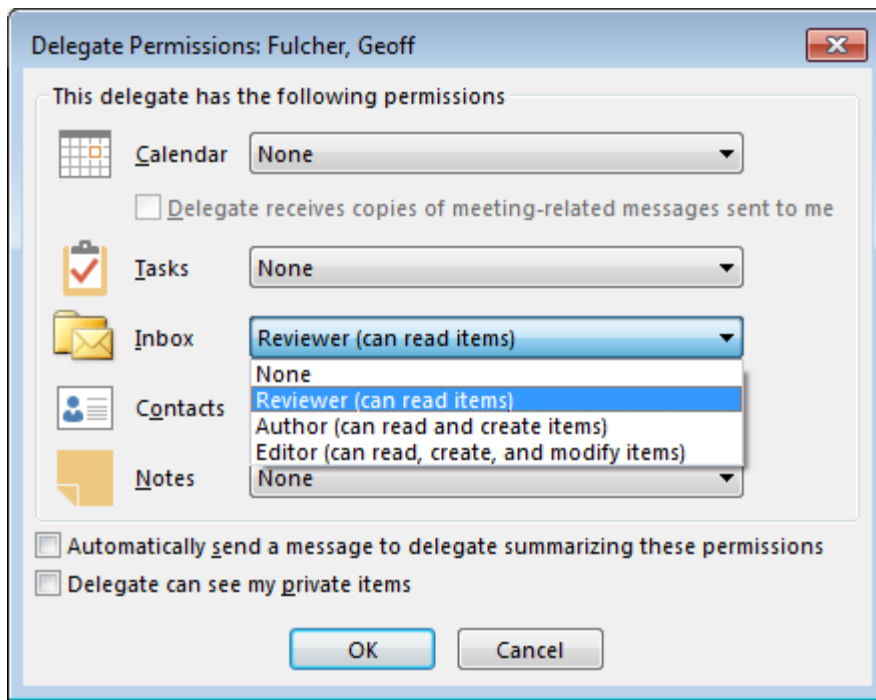 Delegate Permissions: Fulcher, Geoff
This delegate has the following permissions
Calendar None
Delegate receives copies of meeting-related messages sent to me
Tasks None
Inbox Reviewer (can read items)
None
Reviewer (can read items)
Contacts
Author (can read and create items)
Editor (can read, create, and modify items)
Notes None
Automatically send a message to delegate summarizing these permissions
Delegate can see my private items
OK Cancel